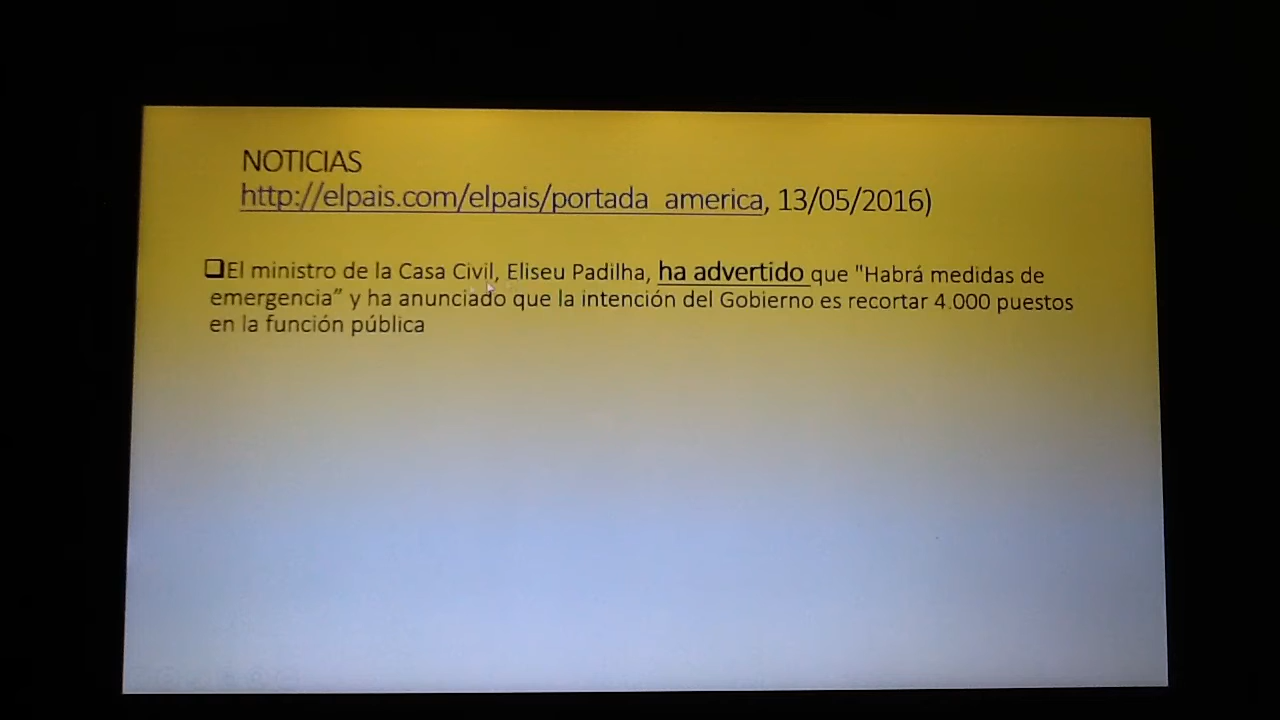 NOTICIAS
http://elpais.com/elpais/portada_america, 13/05/2016)
❑El ministro de la Casa Civil, Eliseu Padilha, ha advertido que "Habrá medidas de
emergencia” y ha anunciado que la intención del Gobierno es recortar 4.000 puestos
en la función pública